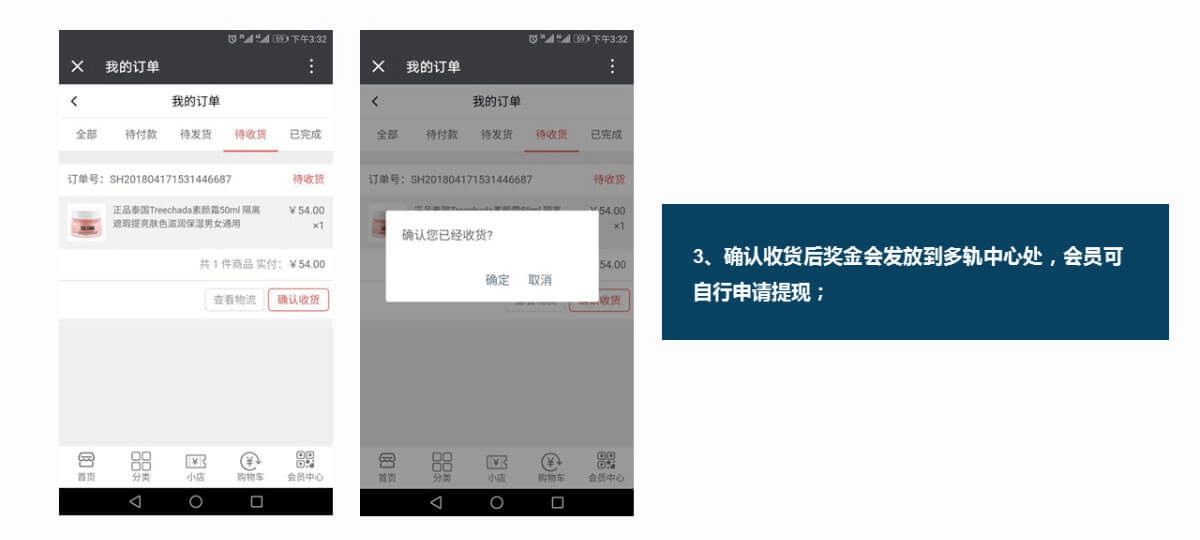 下午3:32
我的订单
我的订单
全部 待付款 待发货 待收货 已完成
订单号: SH201804171531446687 待收货
正品泰国Treechada素颜霜50ml 隔离 ¥54.00
遮瑕提亮肤色滋润保湿男女通用 ×1
共 1 件商品 实付: ¥54.00
查看物流 确认收货
首页 分类 小店 购物车 会员中心
下午3:32
我的订单
我的订单
全部 待付款 待发货 待收货 已完成
订单号: SH201804171531446687 待收货
¥54.00
×1
确认您已经收货?
54.00
确定 取消
首页 分类 小店 购物车 会员中心
3、确认收货后奖金会发放到多轨中心处，会员可
自行申请提现；